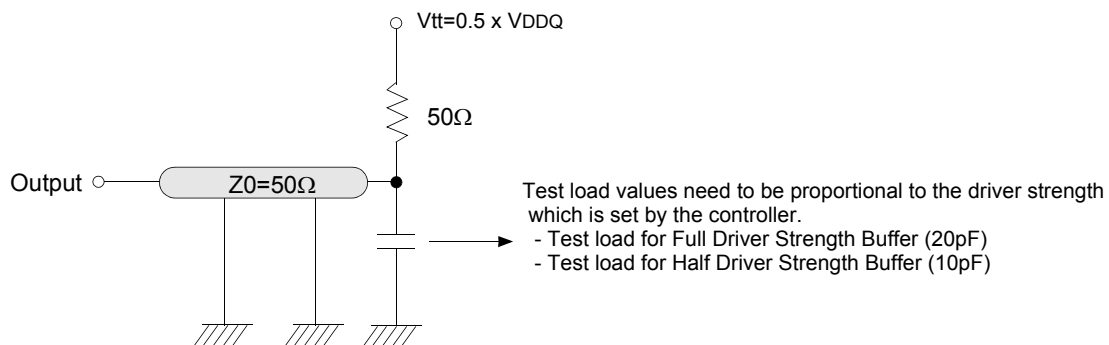 Vtt=0.5 x VDDQ
50Ω
Output
Z0=50Ω
Test load values need to be proportional to the driver strength
which is set by the controller.
- Test load for Full Driver Strength Buffer (20pF)
- Test load for Half Driver Strength Buffer (10pF)